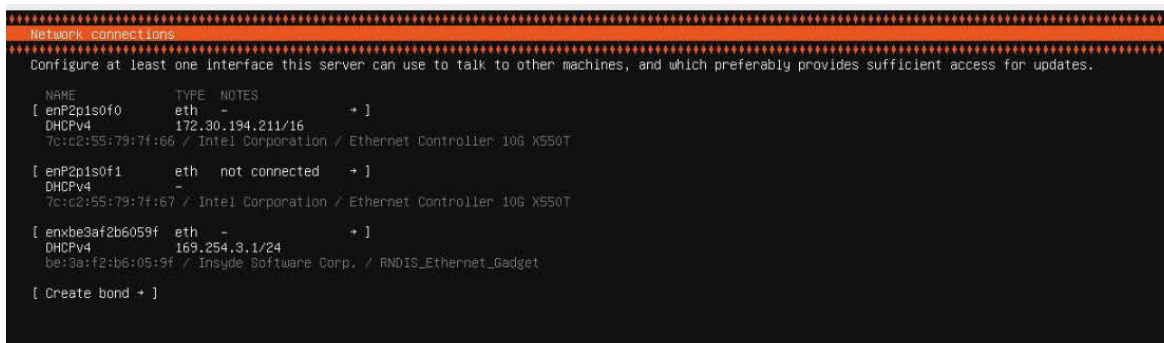 Network connections
Configure at least one interface this server can use to talk to other machines, and which preferably provides sufficient access for updates.
NAME TYPE NOTES
[ enP2p1s0f0 eth - → ]
DHCPv4 172.30.194.211/16
7c:c2:55:79:7f:66 / Intel Corporation / Ethernet Controller 10G X550T
[ enP2p1s0f1 eth not connected → ]
DHCPv4 -
7c:c2:55:79:7f:67 / Intel Corporation / Ethernet Controller 10G X550T
[ enxbe3af2b6059f eth - → ]
DHCPv4 169.254.3.1/24
be:3a:f2:b6:05:9f / Insyde Software Corp. / RNDIS_Ethernet_Gadget
[ Create bond → ]